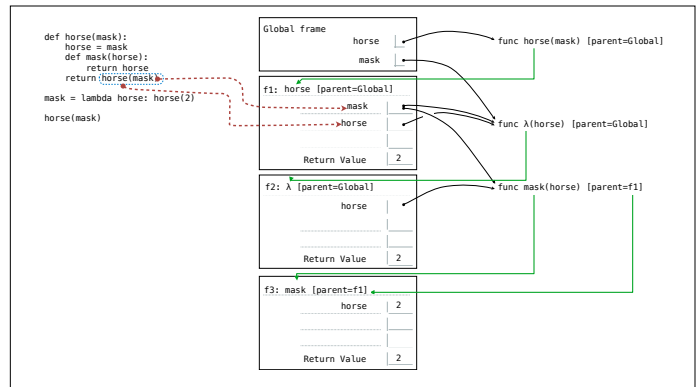 def horse(mask):
horse = mask
def mask(horse):
return horse
return horse(mask)
mask = lambda horse: horse(2)
horse(mask)
Global frame
horse
mask
f1: horse [parent=Global]
mask
horse
Return Value 2
f2: λ [parent=Global]
horse
Return Value 2
f3: mask [parent=f1]
horse 2
Return Value 2
func horse(mask) [parent=Global]
func λ(horse) [parent=Global]
func mask(horse) [parent=f1]